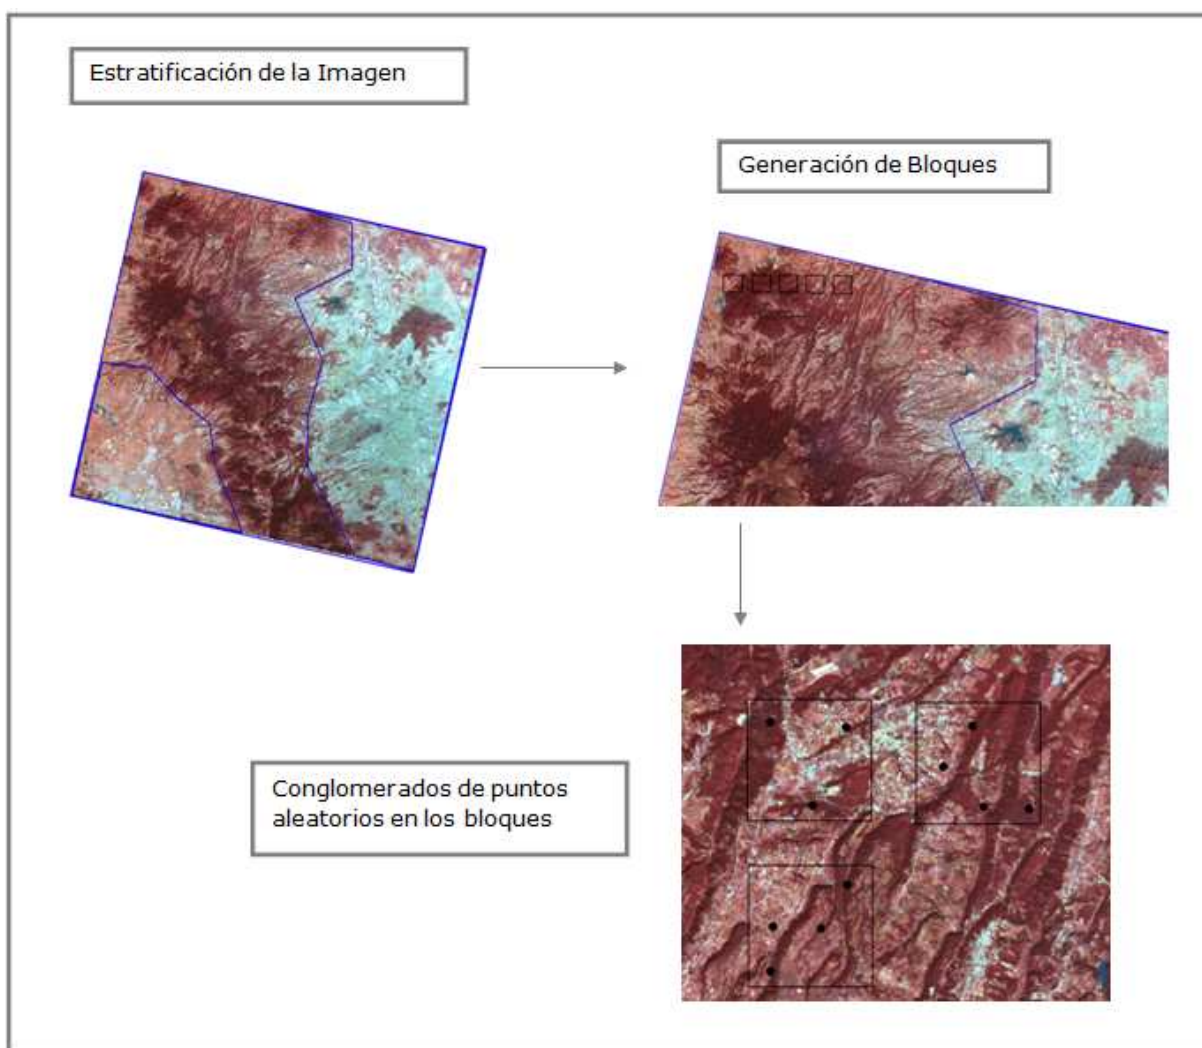 Estratificación de la Imagen
Generación de Bloques
Conglomerados de puntos
aleatorios en los bloques